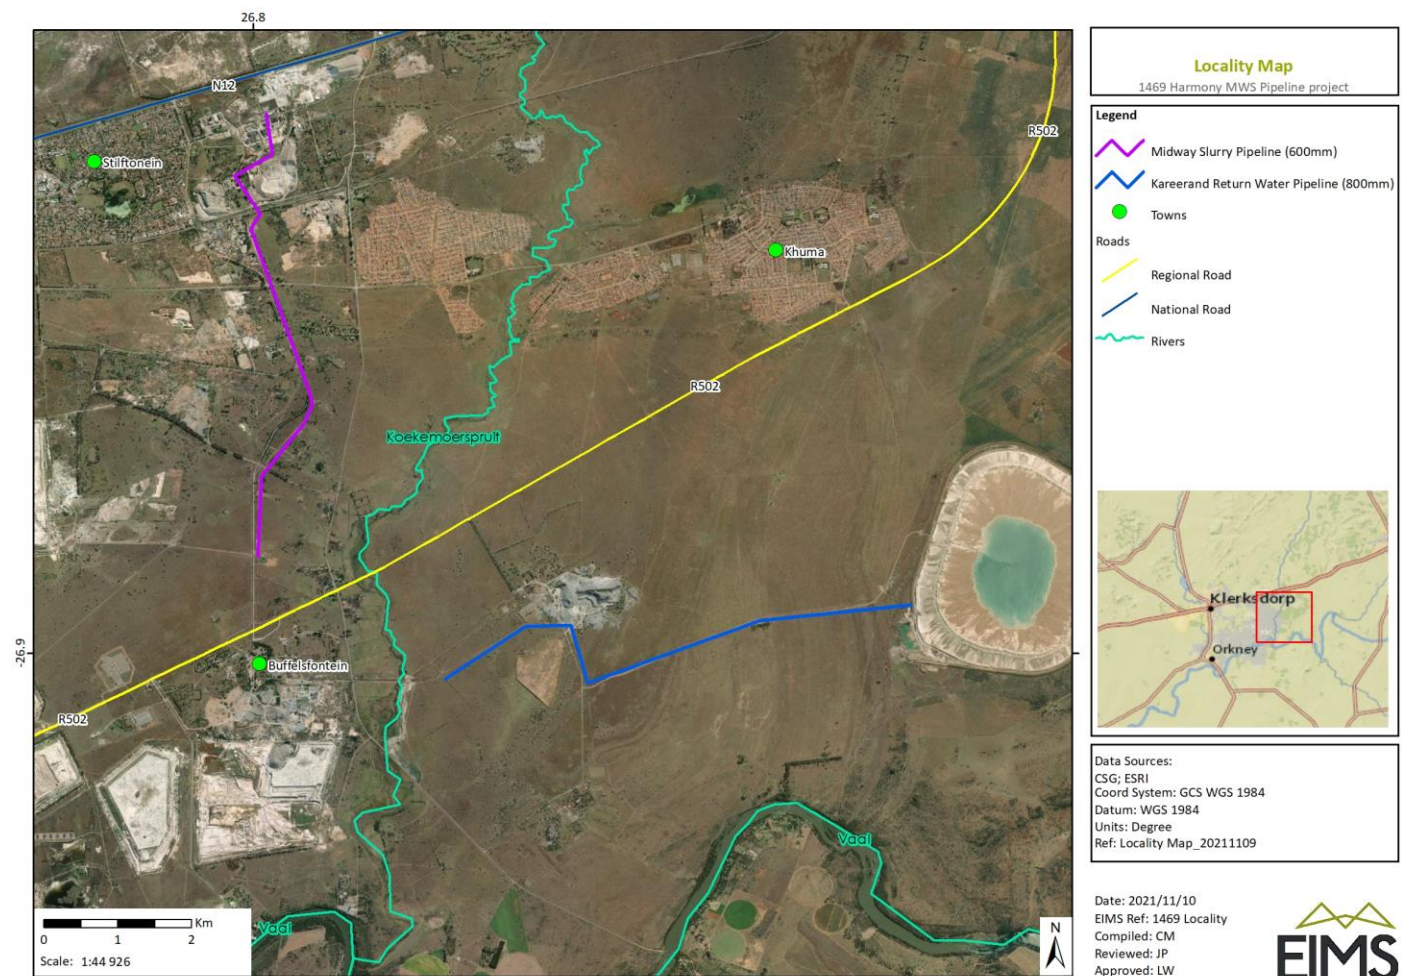 26.8
Locality Map
1469 Harmony MWS Pipeline project
Legend
Midway Slurry Pipeline (600mm)
Kareerand Return Water Pipeline (800mm)
Towns
Roads
Regional Road
National Road
Rivers
N12
R502
Stilftonein
Khuma
R502
Koekemoerspruit
-26.9
Buffelsfontein
R502
Vaal
Vaal
Klerksdorp
Orkney
Km
0 1 2
Scale: 1:44 926
N
Data Sources:
CSG; ESRI
Coord System: GCS WGS 1984
Datum: WGS 1984
Units: Degree
Ref: Locality Map_20211109
Date: 2021/11/10
EIMS Ref: 1469 Locality
Compiled: CM
Reviewed: JP
Approved: LW
EIMS